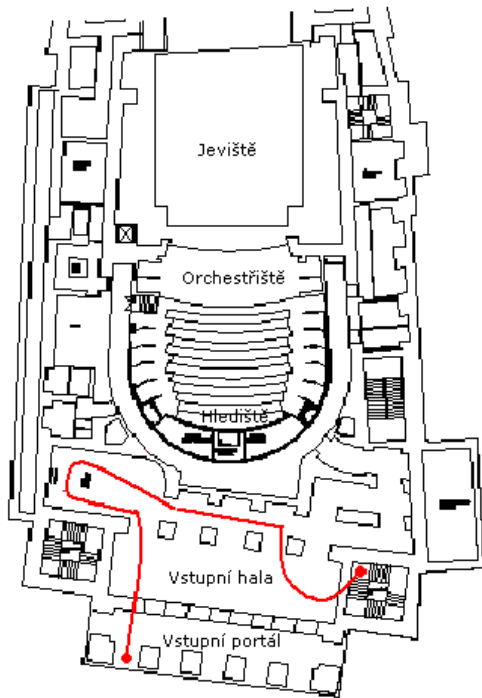 Jeviště
Orchestřiště
Hlediště
Vstupní hala
Vstupní portál